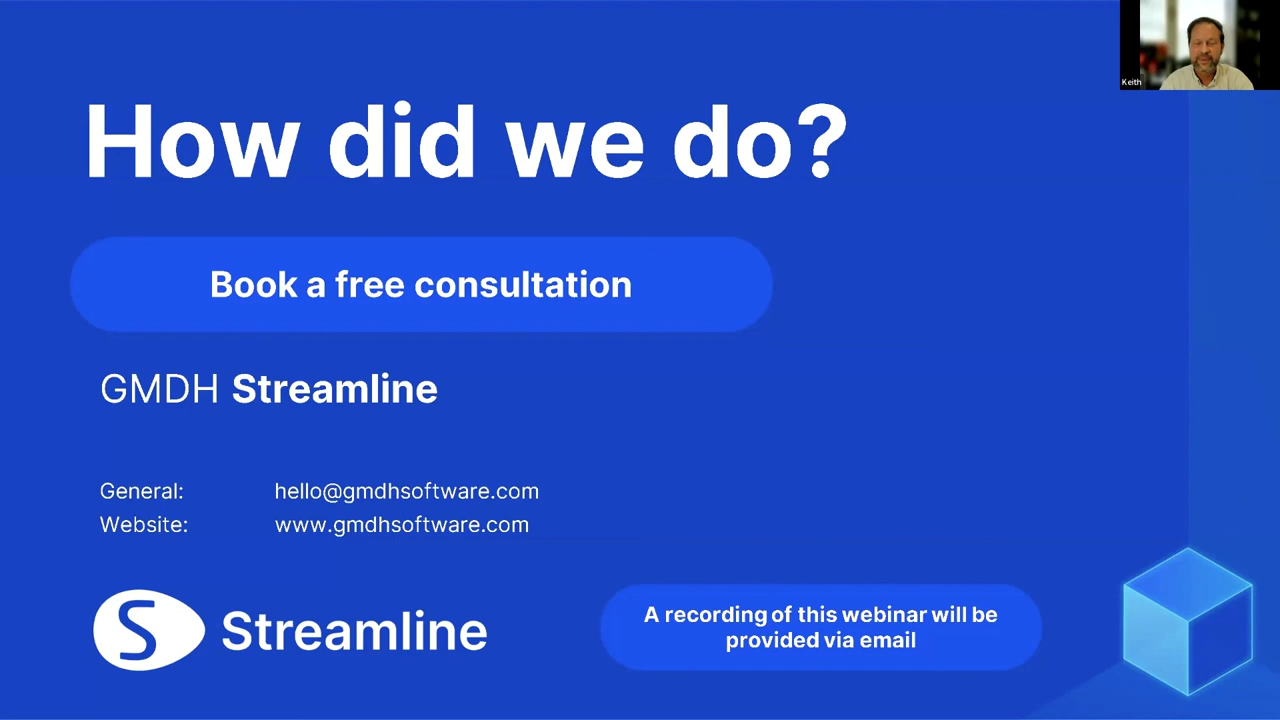 Keith
How did we do?
Book a free consultation
GMDH Streamline
General: hello@gmdhsoftware.com
Website: www.gmdhsoftware.com
S Streamline
A recording of this webinar will be
provided via email